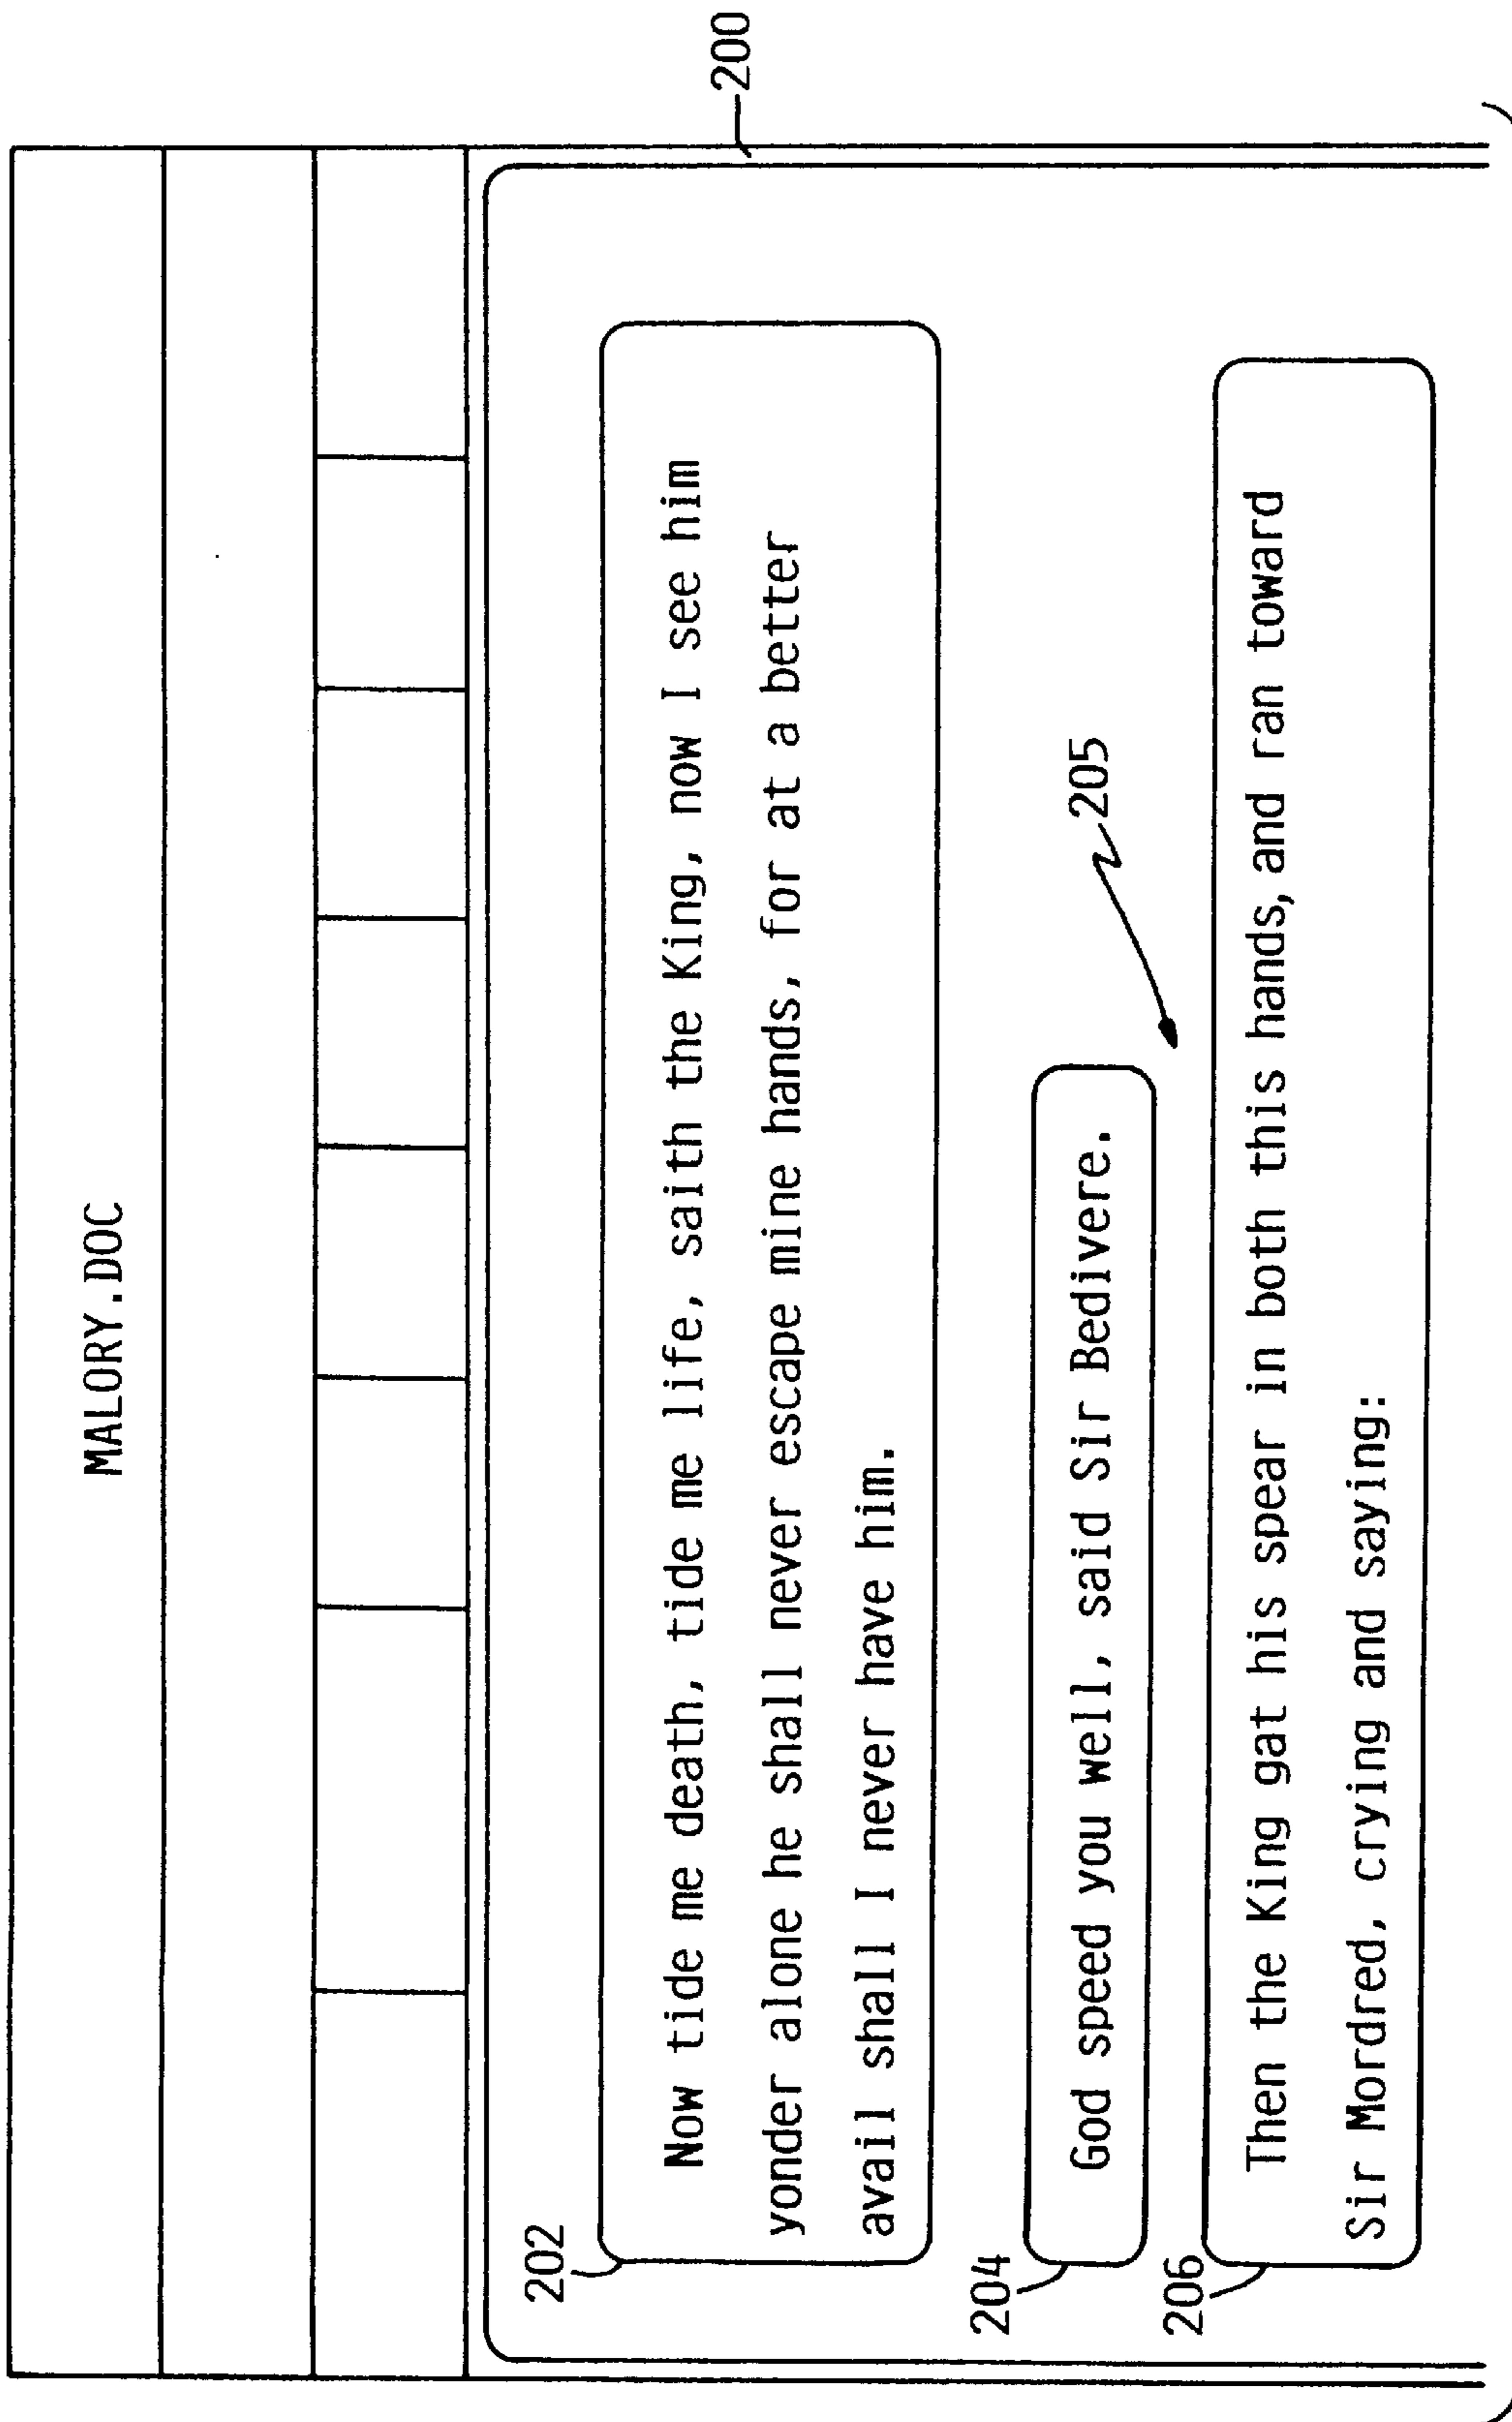 MALORY.DOC
200
202
Now tide me death, tide me life, saith the King, now I see him
yonder alone he shall never escape mine hands, for at a better
avail shall I never have him.
204
God speed you well, said Sir Bedivere.
205
206
Then the King gat his spear in both this hands, and ran toward
Sir Mordred, crying and saying: